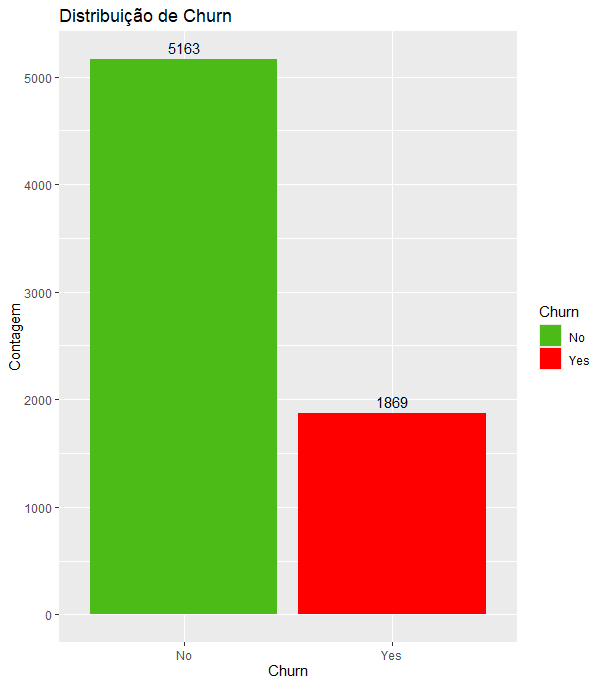 Distribuição de Churn
5163
5000
4000
3000
2000
1000
0
1869
Contagem
No
Yes
Churn
Churn
No
Yes